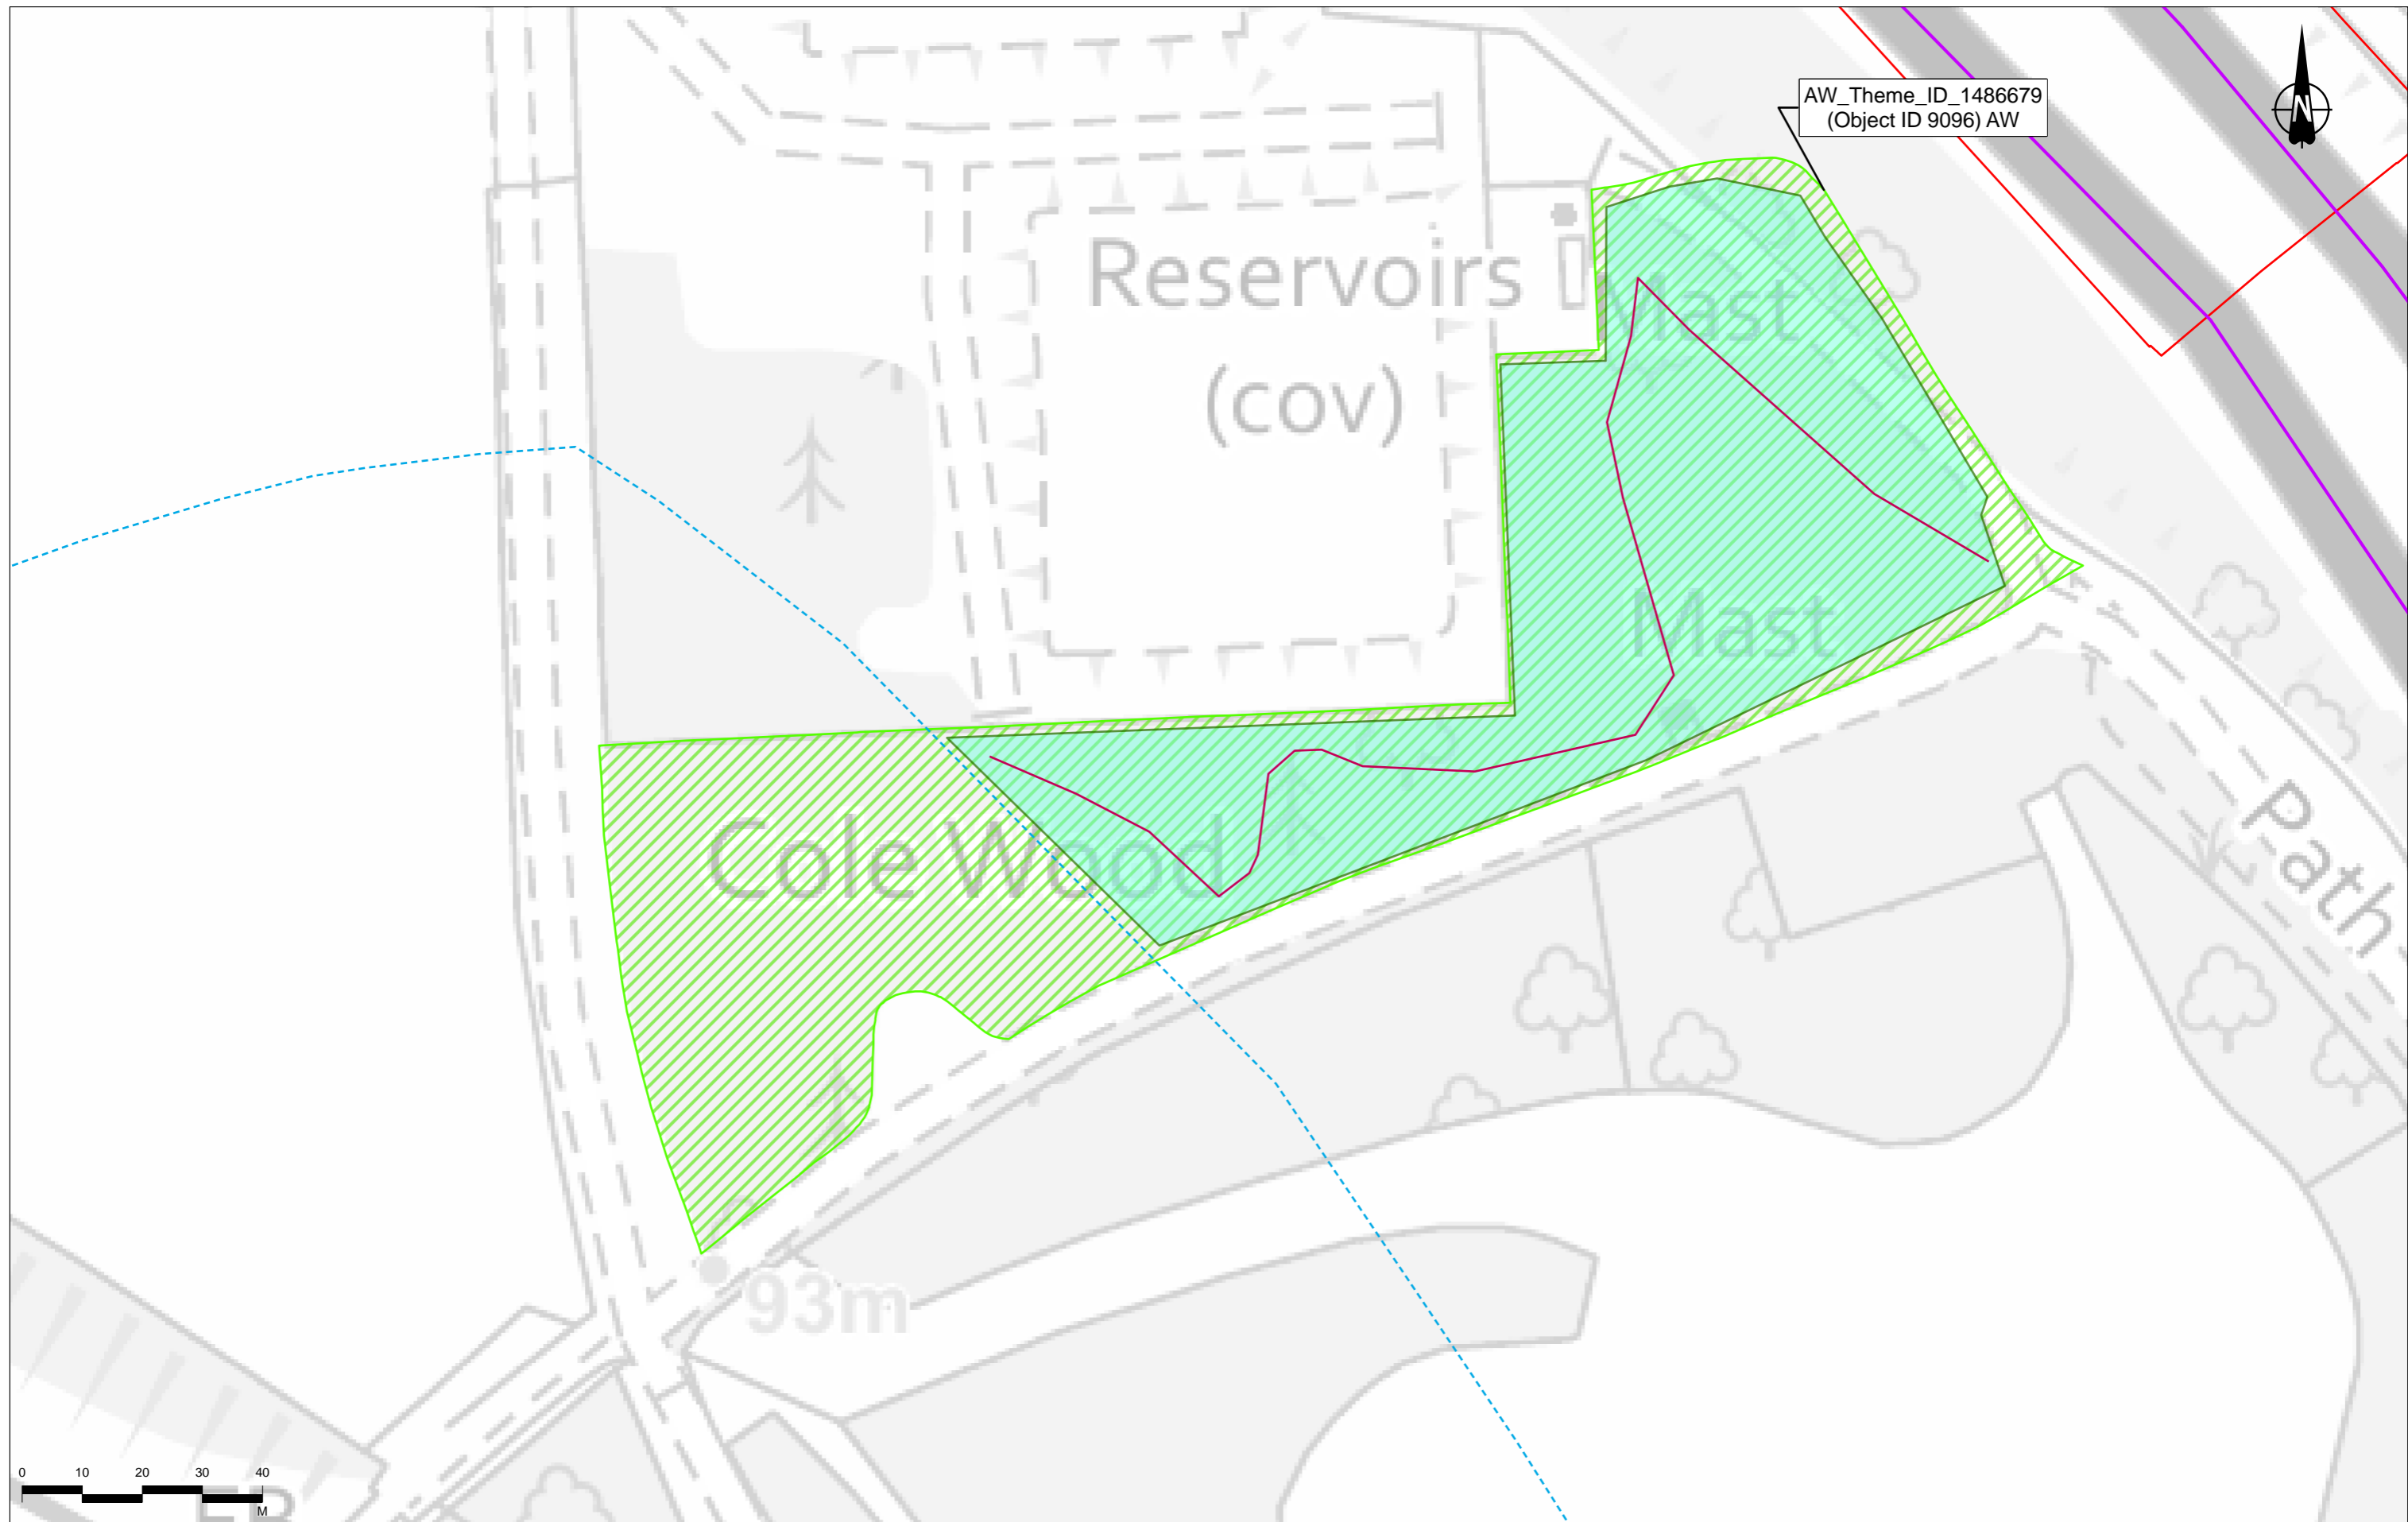 AW_Theme_ID_1486679
(Object ID 9096) AW
N
Reservoirs
(cov)
Mast
Mast
Cole Wood
Path
93m
0 10 20 30 40
M